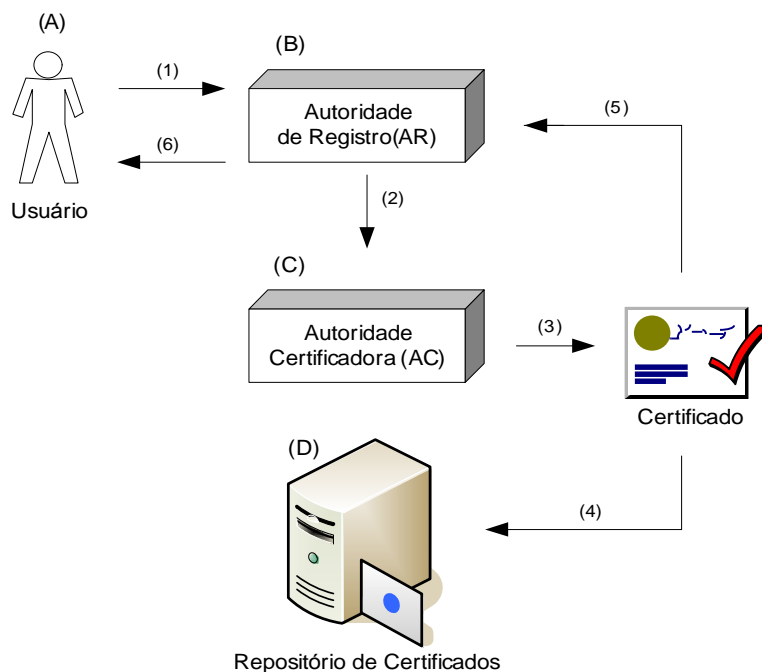 (A)
(B)
(1)
Autoridade
de Registro(AR)
(5)
(6)
Usuário
(2)
(C)
Autoridade
Certificadora (AC)
(3)
Certificado
(D)
(4)
Repositório de Certificados